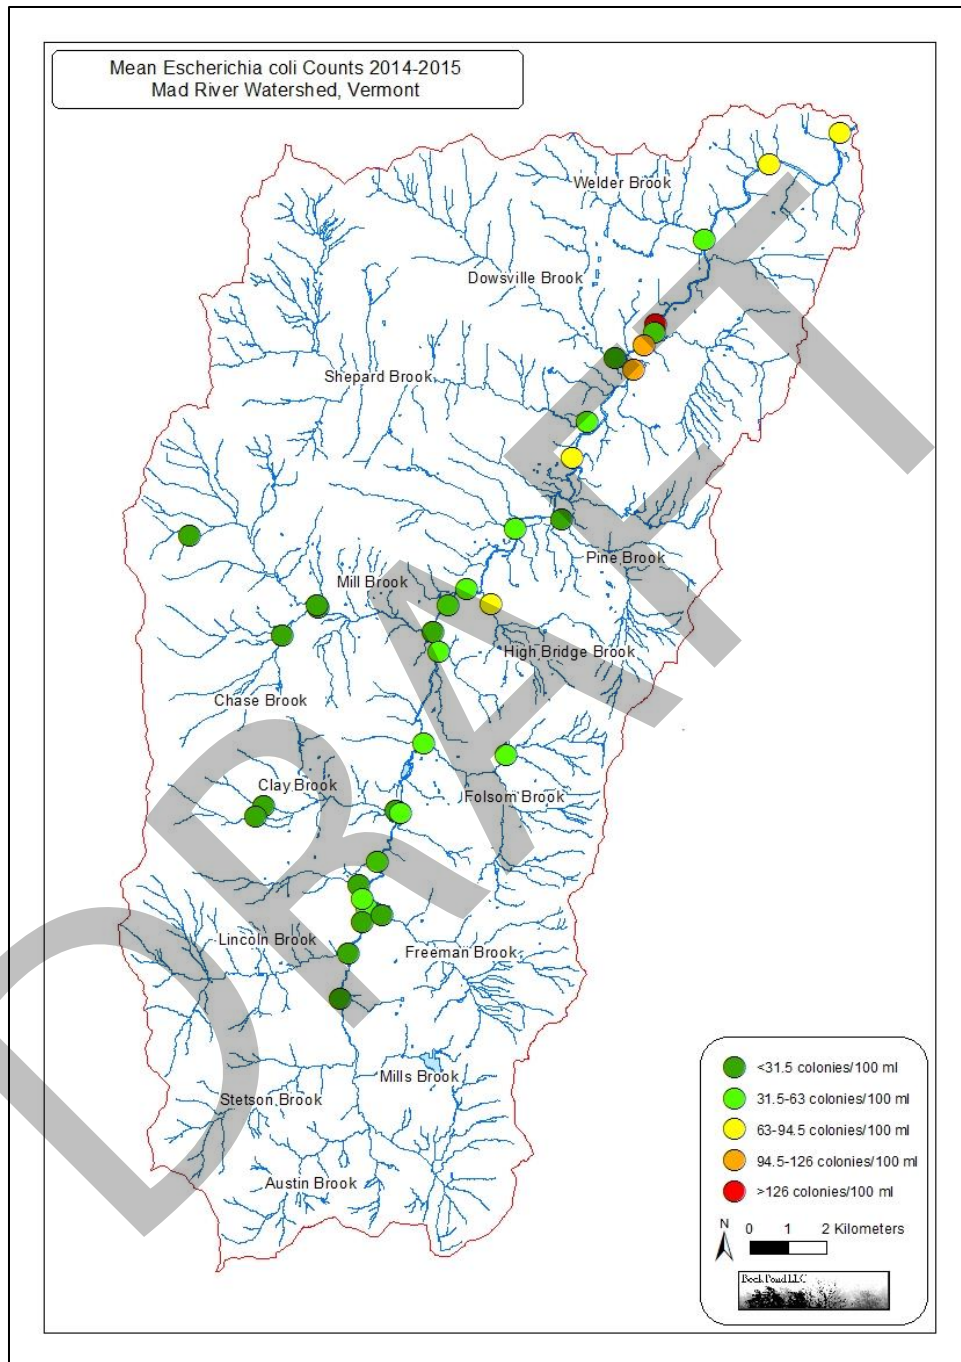 Mean Escherichia coli Counts 2014-2015
Mad River Watershed, Vermont
Welder Brook
Dowsville Brook
Shepard Brook
Pine Brook
Mill Brook
High Bridge Brook
Chase Brook
Clay Brook
Folsom Brook
Lincoln Brook
Freeman Brook
Mills Brook
Stetson Brook
Austin Brook
DRAFT
<31.5 colonies/100 ml
31.5-63 colonies/100 ml
63-94.5 colonies/100 ml
94.5-126 colonies/100 ml
>126 colonies/100 ml
N
0 1 2 Kilometers
Beck Pond LLC